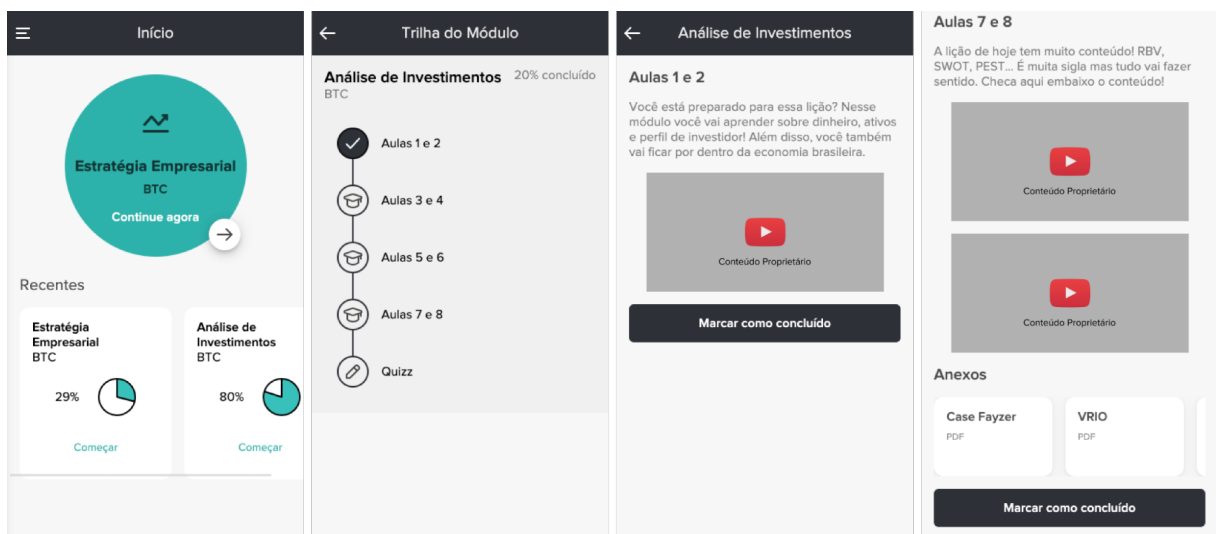 Início
Estratégia Empresarial
BTC
Continue agora
Recentes
Estratégia
Empresarial
BTC
29%
Começar
Análise de
Investimentos
BTC
80%
Começar
Trilha do Módulo
Análise de Investimentos 20% concluído
BTC
Aulas 1 e 2
Aulas 3 e 4
Aulas 5 e 6
Aulas 7 e 8
Quizz
Análise de Investimentos
Aulas 1 e 2
Você está preparado para essa lição? Nesse
módulo você vai aprender sobre dinheiro, ativos
e perfil de investidor! Além disso, você também
vai ficar por dentro da economia brasileira.
Conteúdo Proprietário
Marcar como concluído
Aulas 7 e 8
A lição de hoje tem muito conteúdo! RBV,
SWOT, PEST... É muita sigla mas tudo vai fazer
sentido. Checa aqui embaixo o conteúdo!
Conteúdo Proprietário
Conteúdo Proprietário
Anexos
Case Fayzer
PDF
VRIO
PDF
Marcar como concluído